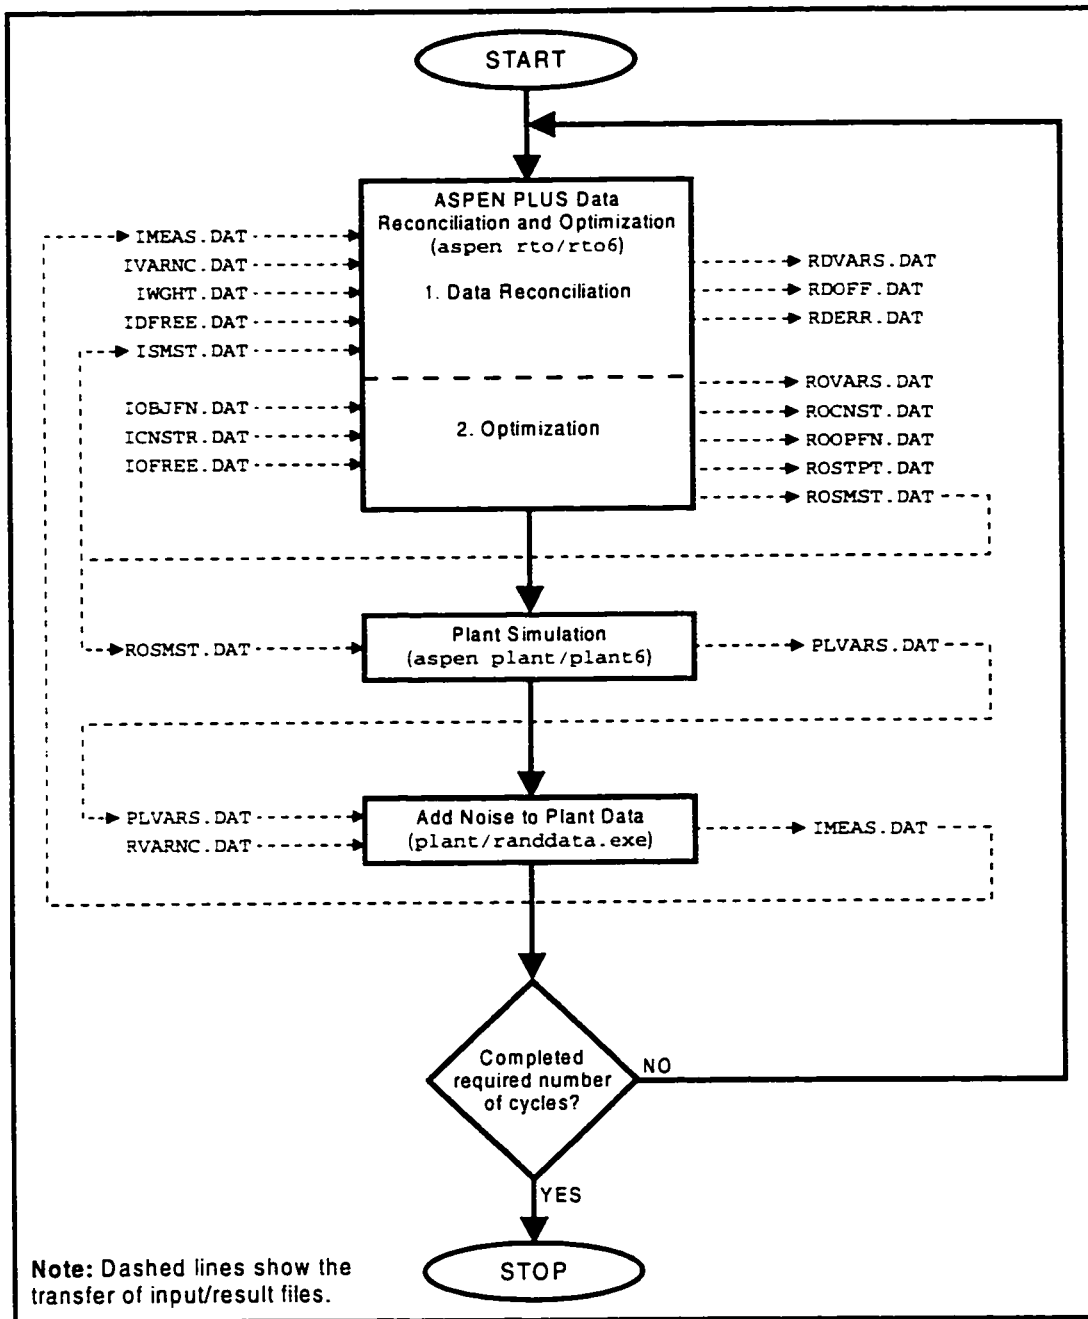 START
ASPEN PLUS Data
Reconciliation and Optimization
(aspen rto/rto6)
1. Data Reconciliation
2. Optimization
IMEAS.DAT
IVARNC.DAT
IWGHT.DAT
IDFREE.DAT
ISMST.DAT
IOBJFN.DAT
ICNSTR.DAT
IOFREE.DAT
RDVARS.DAT
RDOFF.DAT
RDERR.DAT
ROVARS.DAT
ROCNST.DAT
ROOPFN.DAT
ROSTPT.DAT
ROSMST.DAT
ROSMST.DAT
Plant Simulation
(aspen plant/plant6)
PLVARS.DAT
PLVARS.DAT
RVARNC.DAT
Add Noise to Plant Data
(plant/randdata.exe)
IMEAS.DAT
Completed
required number
of cycles?
NO
YES
STOP
Note: Dashed lines show the
transfer of input/result files.